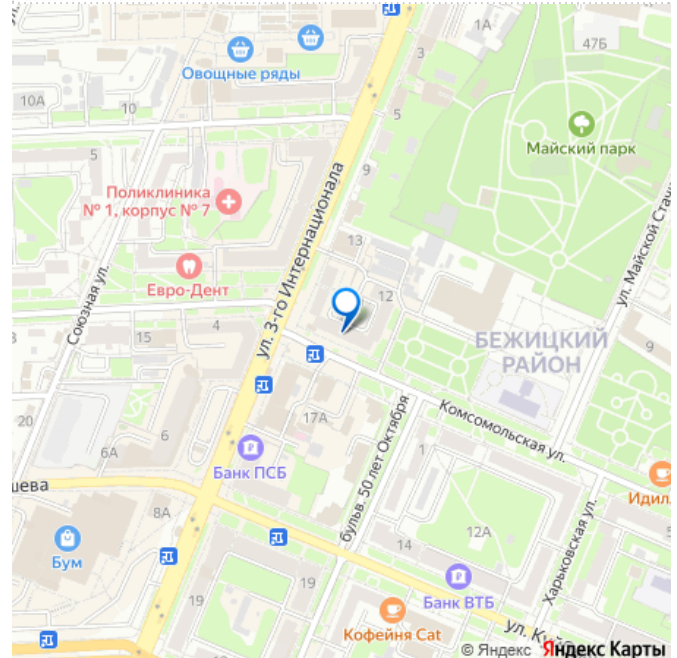 1А
47Б
3
Овощные ряды
10А
10
5
Майский парк
5
9
Поликлиника
№ 1, корпус № 7
ул. 3-го Интернационала
13
ул. Майской Стачки
Евро-Дент
12
Союзная ул.
15
4
БЕЖИЦКИЙ
РАЙОН
9
20
17А
Комсомольская ул.
6А
6
Банк ПСБ
бульв. 50 лет Октября
1
Идил
шева
8А
12А
Харьковская ул.
Бум
14
19
19
Банк ВТБ
Кофейня Cat
ул.
© Яндекс Яндекс Карты